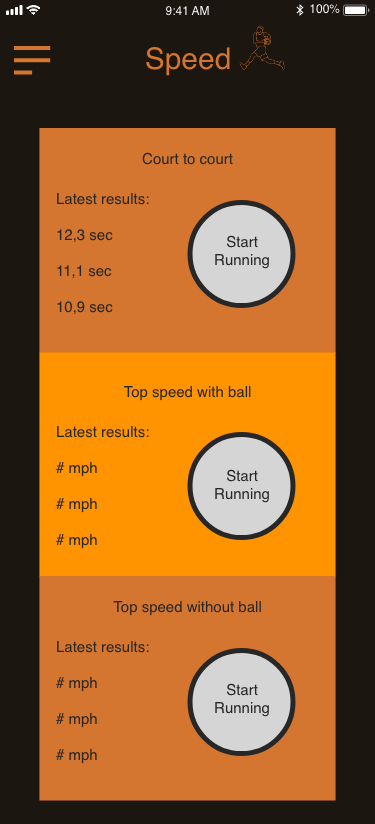 9:41 AM
100%
Speed
Court to court
Latest results:
12,3 sec
11,1 sec
10,9 sec
Start
Running
Top speed with ball
Latest results:
# mph
# mph
# mph
Start
Running
Top speed without ball
Latest results:
# mph
# mph
# mph
Start
Running